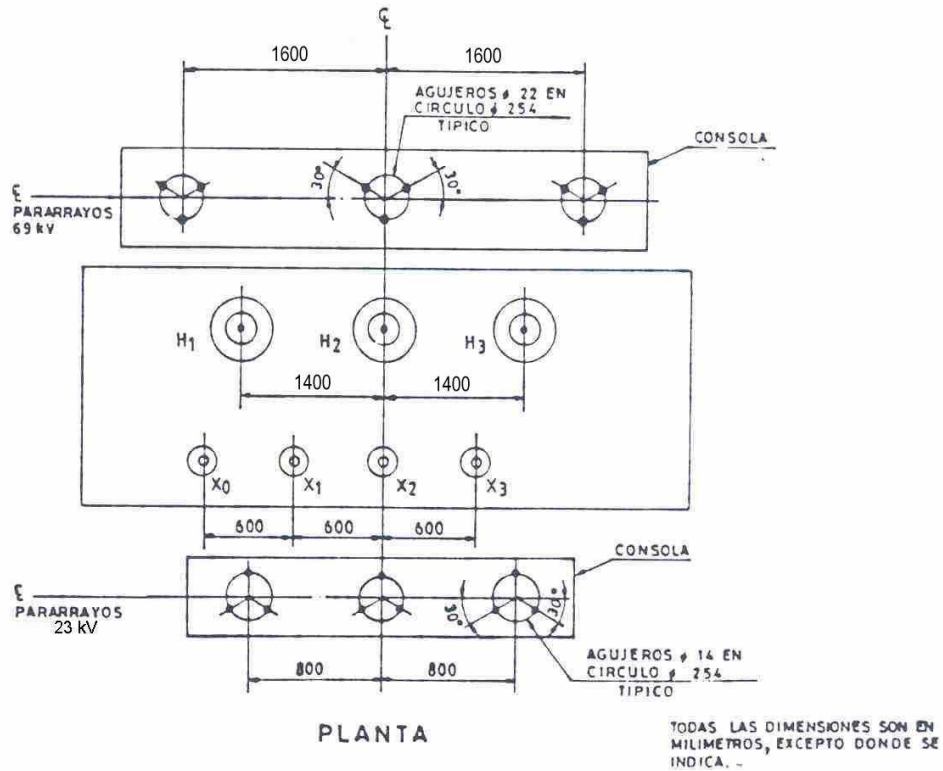 ℄
1600 1600
AGUJEROS ϕ 22 EN
CIRCULO ϕ 254
TIPICO
CONSOLA
30° 30°
℄
PARARRAYOS
69 kV
H1 H2 H3
1400 1400
X0 X1 X2 X3
600 600 600
CONSOLA
℄
PARARRAYOS
23 kV
30° 30°
AGUJEROS ϕ 14 EN
CIRCULO ϕ 254
TIPICO
800 800
PLANTA
TODAS LAS DIMENSIONES SON EN
MILIMETROS, EXCEPTO DONDE SE
INDICA. -